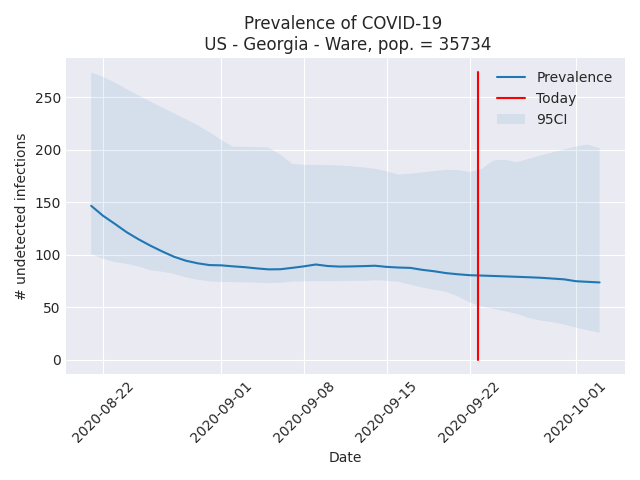 Prevalence of COVID-19
US - Georgia - Ware, pop. = 35734
Prevalence
Today
95CI
# undetected infections
250
200
150
100
50
0
2020-08-22
2020-09-01
2020-09-08
2020-09-15
2020-09-22
2020-10-01
Date